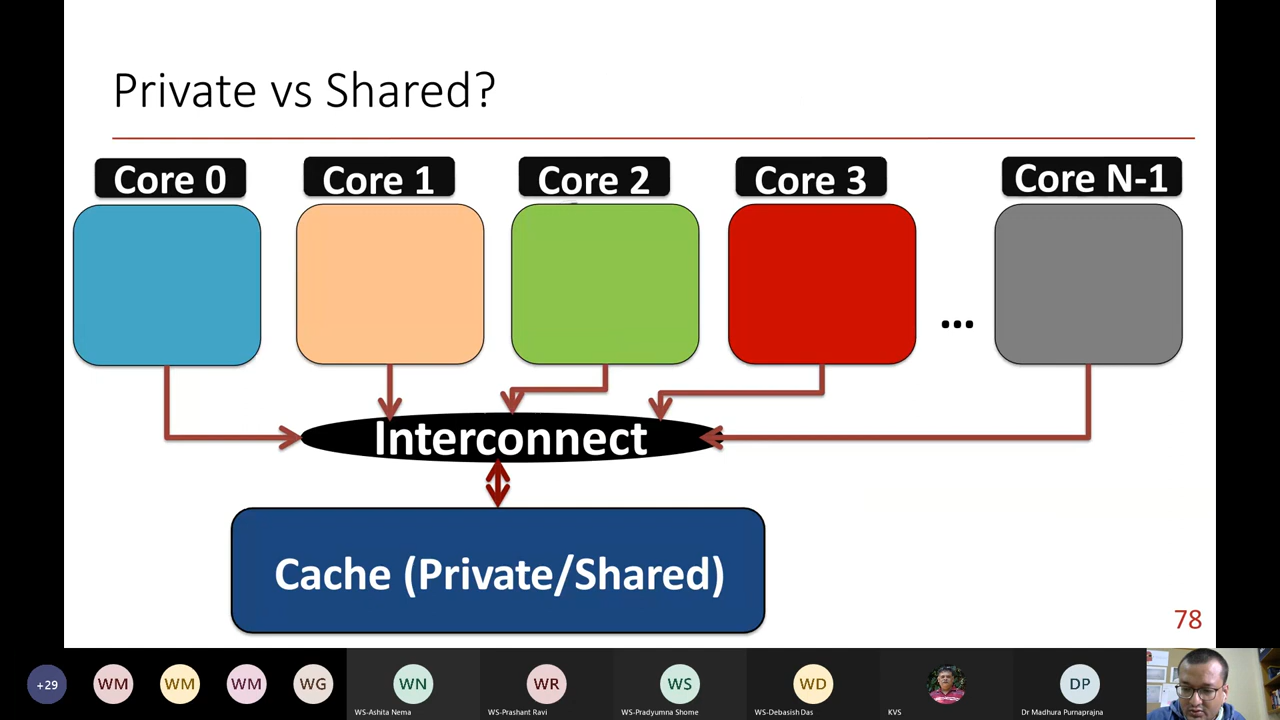 Private vs Shared?
Core 0
Core 1
Core 2
Core 3
Core N-1
...
Interconnect
Cache (Private/Shared)
78
+29
WM
WM
WM
WG
WN
WR
WS
WD
DP
WS-Ashita Nema
WS-Prashant Ravi
WS-Pradyumna Shome
WS-Debasish Das
KVS
Dr Madhura Purnaprajna